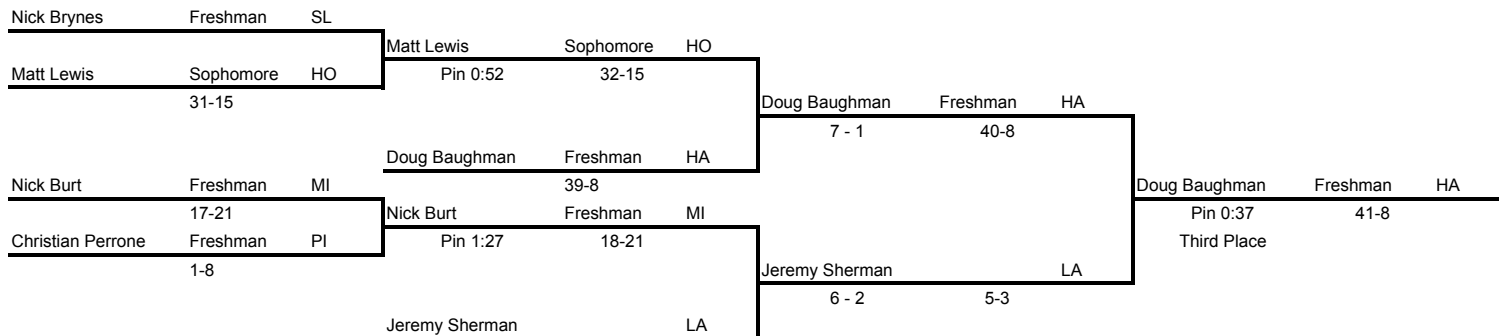 Nick Brynes Freshman SL
Matt Lewis Sophomore HO
Matt Lewis Sophomore HO
Pin 0:52 32-15
31-15
Doug Baughman Freshman HA
7 - 1 40-8
Doug Baughman Freshman HA
39-8
Nick Burt Freshman MI
17-21
Doug Baughman Freshman HA
Pin 0:37 41-8
Third Place
Nick Burt Freshman MI
Pin 1:27 18-21
Christian Perrone Freshman PI
1-8
Jeremy Sherman LA
6 - 2 5-3
Jeremy Sherman LA